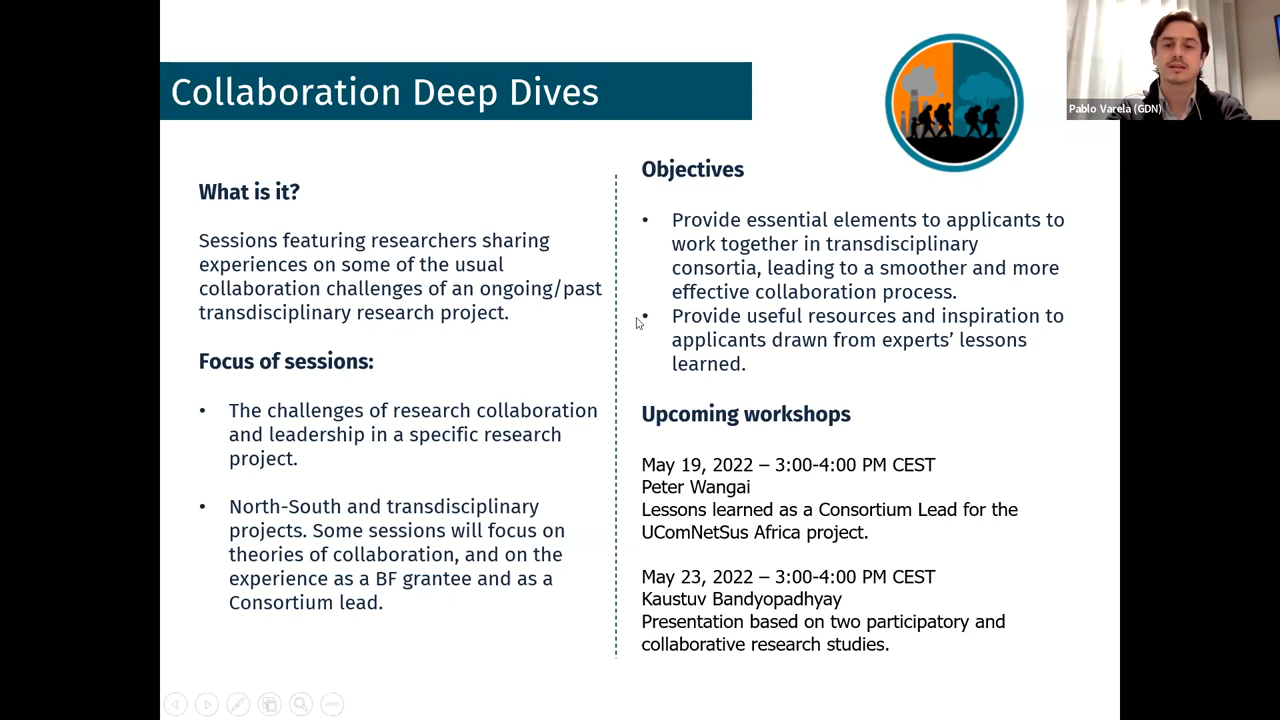 Collaboration Deep Dives
Pablo Varela (GDN)
What is it?
Sessions featuring researchers sharing
experiences on some of the usual
collaboration challenges of an ongoing/past
transdisciplinary research project.
Focus of sessions:
• The challenges of research collaboration
and leadership in a specific research
project.
• North-South and transdisciplinary
projects. Some sessions will focus on
theories of collaboration, and on the
experience as a BF grantee and as a
Consortium lead.
Objectives
• Provide essential elements to applicants to
work together in transdisciplinary
consortia, leading to a smoother and more
effective collaboration process.
• Provide useful resources and inspiration to
applicants drawn from experts’ lessons
learned.
Upcoming workshops
May 19, 2022 – 3:00-4:00 PM CEST
Peter Wangai
Lessons learned as a Consortium Lead for the
UComNetSus Africa project.
May 23, 2022 – 3:00-4:00 PM CEST
Kaustuv Bandyopadhyay
Presentation based on two participatory and
collaborative research studies.